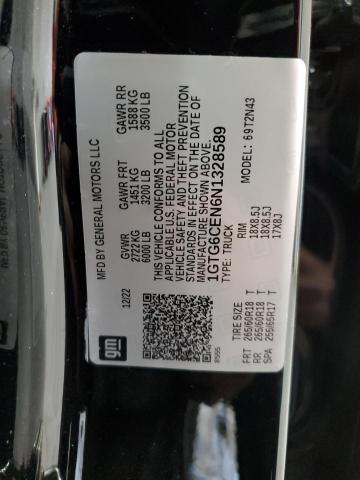 MFD BY GENERAL MOTORS LLC
12/22
GVWR GAWR FRT GAWR RR
2722 KG 1451 KG 1588 KG
6000 LB 3200 LB 3500 LB
THIS VEHICLE CONFORMS TO ALL
APPLICABLE U.S. FEDERAL MOTOR
VEHICLE SAFETY AND THEFT PREVENTION
STANDARDS IN EFFECT ON THE DATE OF
MANUFACTURE SHOWN ABOVE.
1GTG6CEN6N1328589
TYPE: TRUCK MODEL: 69T2N43
TIRE SIZE RIM
FRT 265/60R18 T 18X8.5J
RR 265/60R18 T 18X8.5J
SPA 255/65R17 T 17X8J
gm